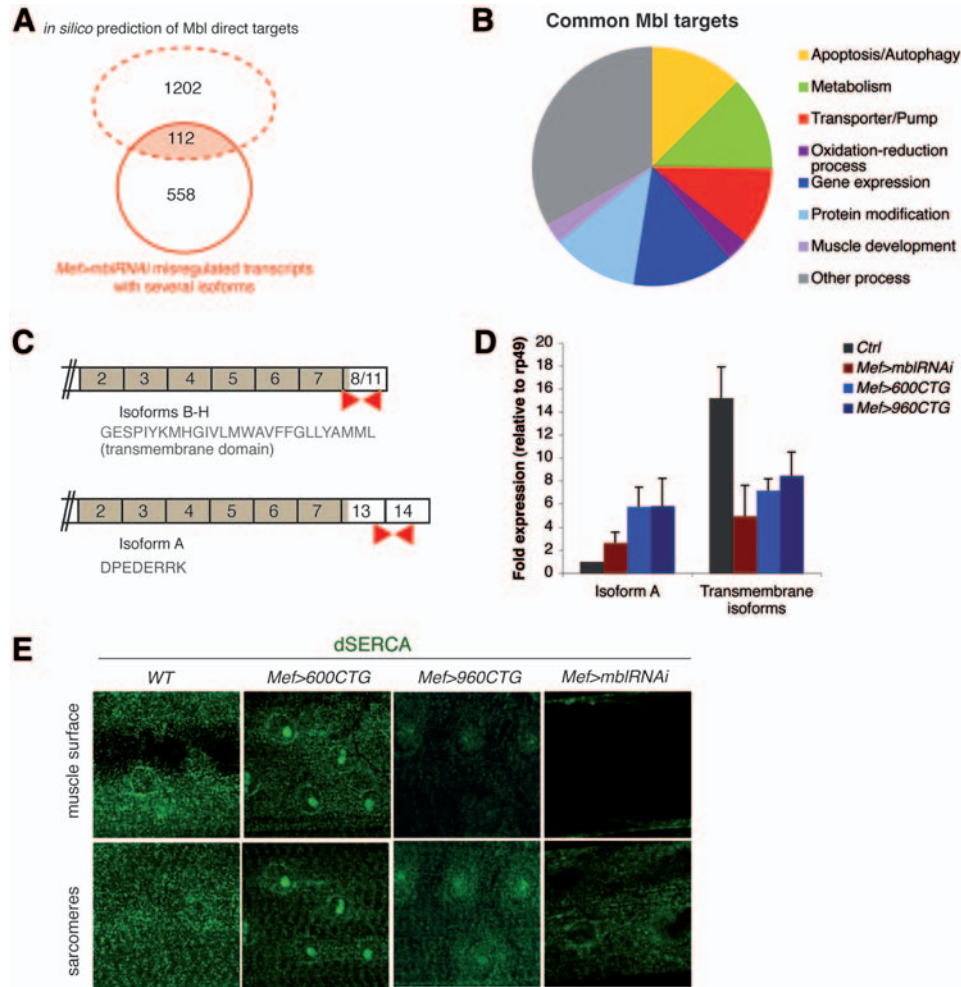 A
in silico prediction of Mbl direct targets
1202
112
558
Mef>mblRNAi misregulated transcripts
with several isoforms
B
Common Mbl targets
Apoptosis/Autophagy
Metabolism
Transporter/Pump
Oxidation-reduction
process
Gene expression
Protein modification
Muscle development
Other process
C
2 3 4 5 6 7 8/11
Isoforms B-H
GESPIYKMHGIVLMWAVFFGLLYAMML
(transmembrane domain)
2 3 4 5 6 7 13 14
Isoform A
DPEDERRK
D
Fold expression (relative to rp49)
20
18
16
14
12
10
8
6
4
2
0
Isoform A
Transmembrane
isoforms
Ctrl
Mef>mblRNAi
Mef>600CTG
Mef>960CTG
E
dSERCA
WT Mef>600CTG Mef>960CTG Mef>mblRNAi
muscle surface
sarcomeres